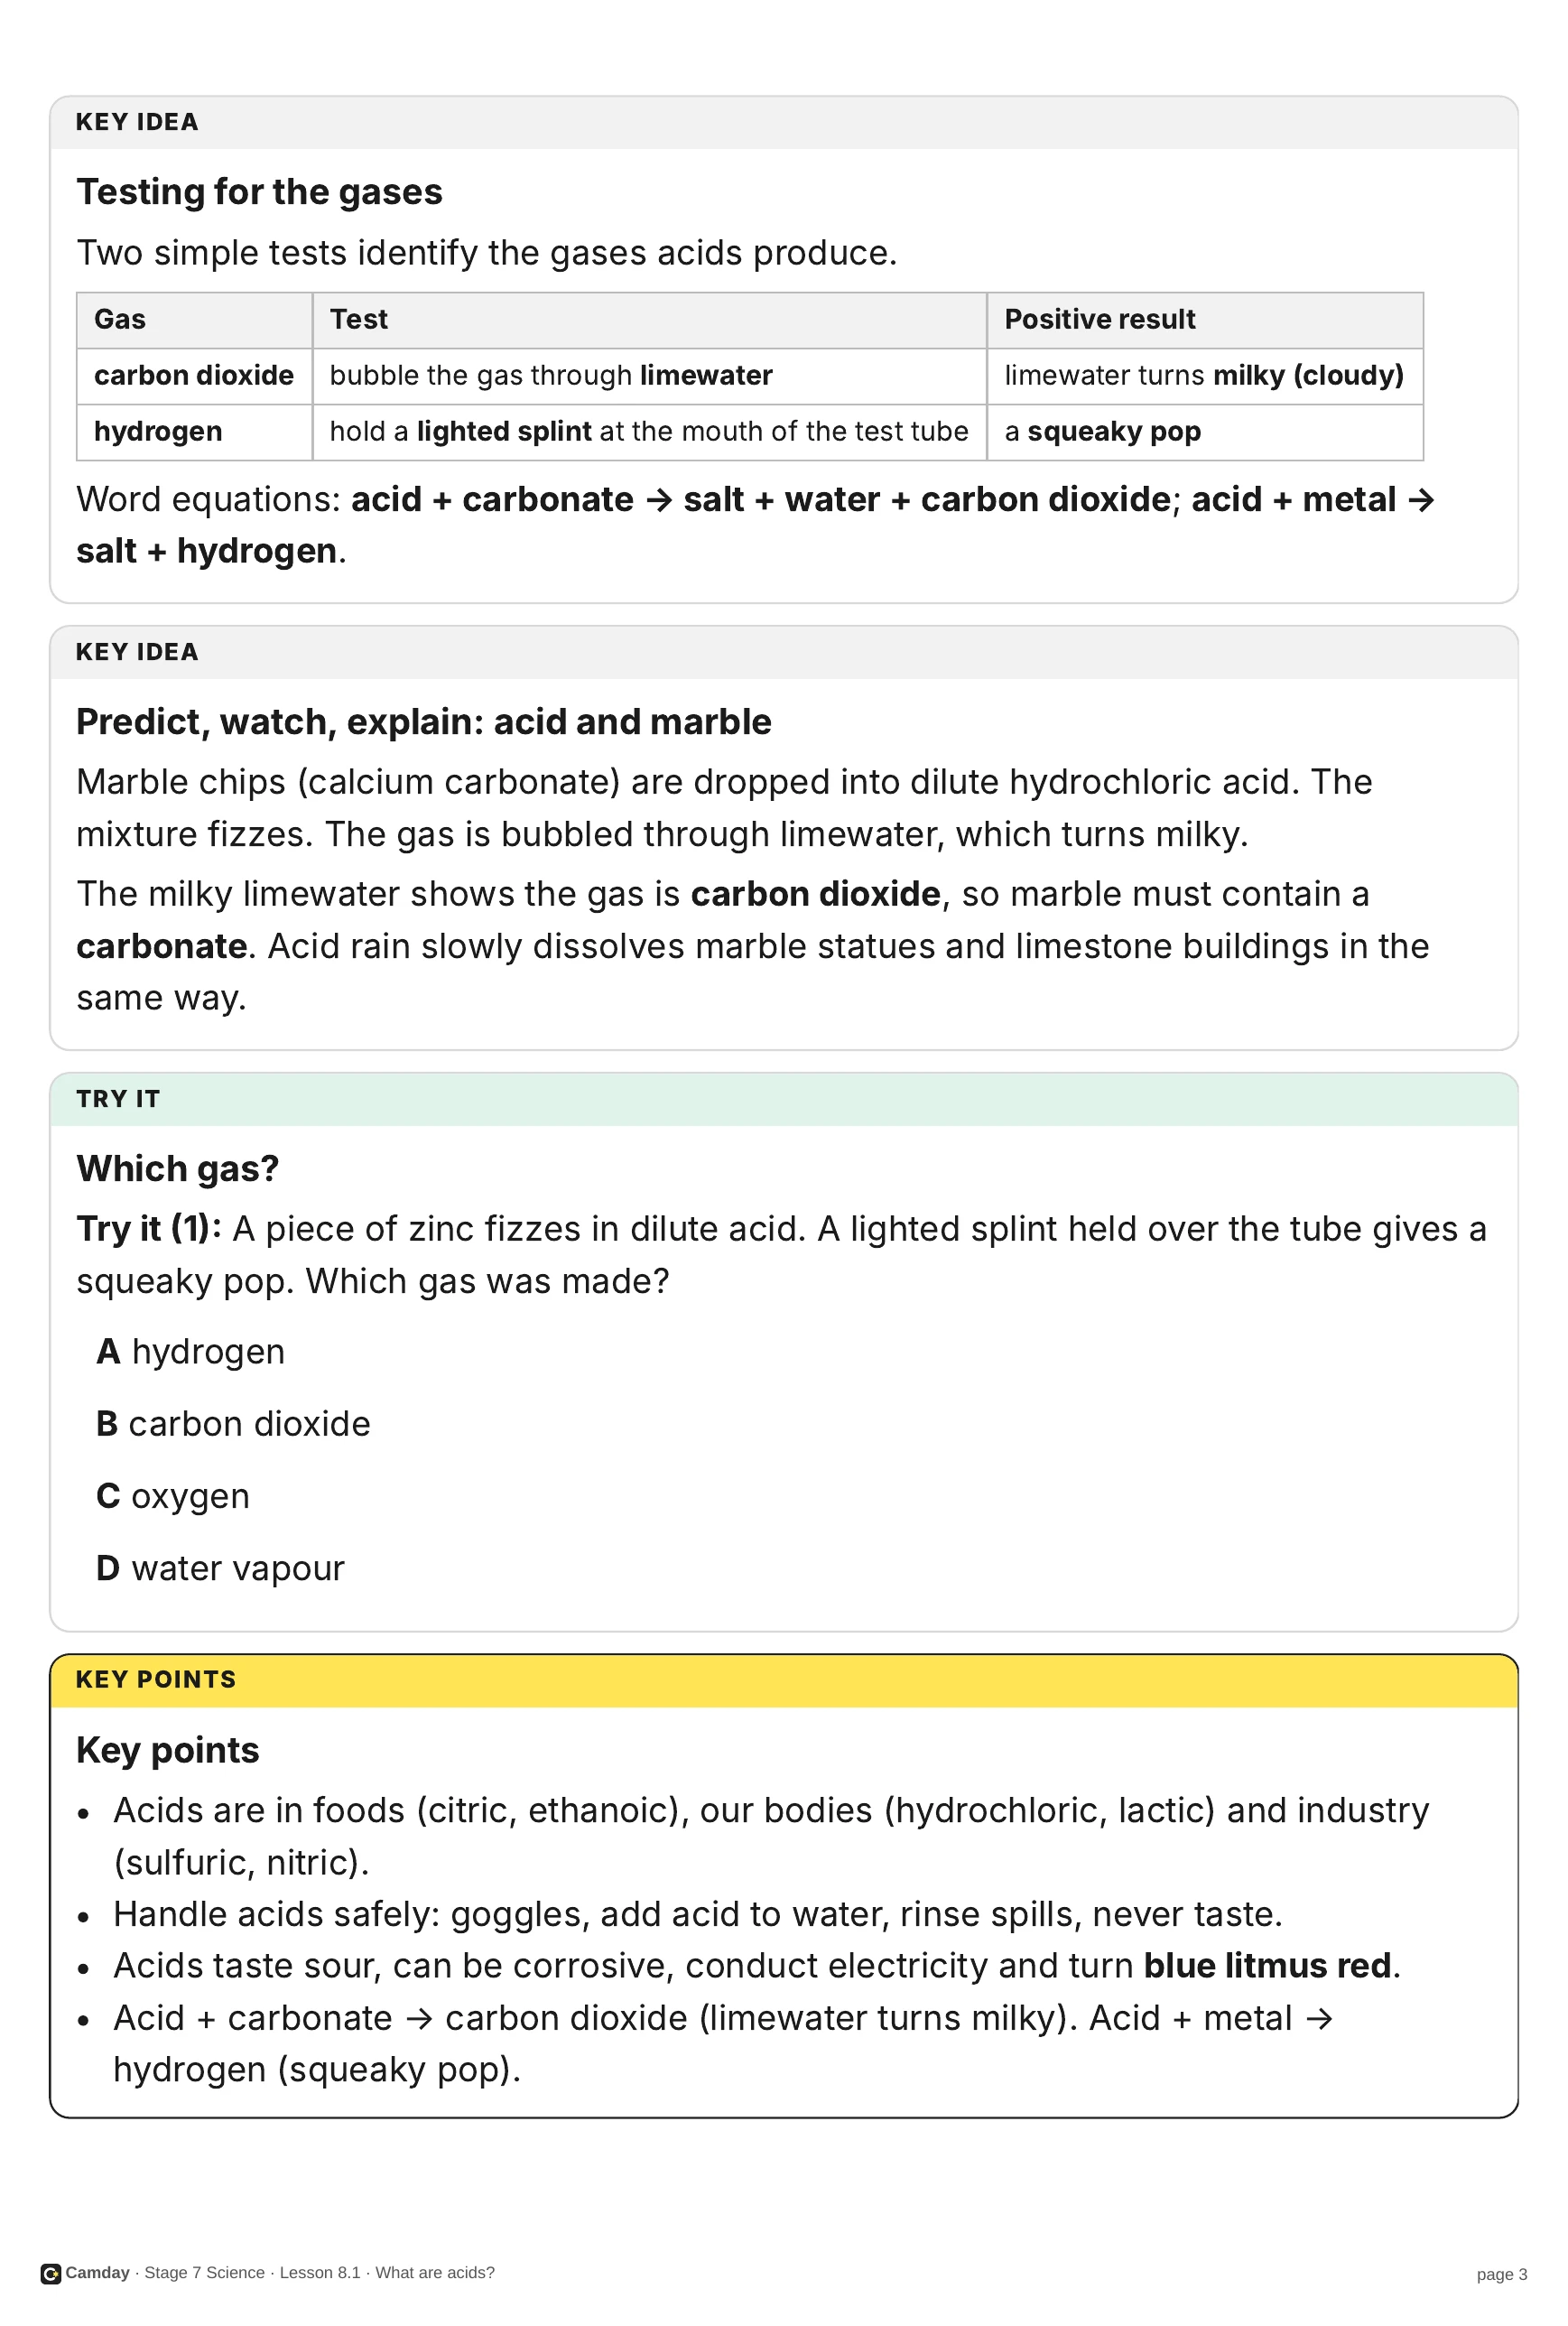 KEY IDEA
Testing for the gases
Two simple tests identify the gases acids produce.
Gas Test Positive result
carbon dioxide bubble the gas through limewater limewater turns milky (cloudy)
hydrogen hold a lighted splint at the mouth of the test tube a squeaky pop
Word equations: acid + carbonate → salt + water + carbon dioxide; acid + metal →
salt + hydrogen.
KEY IDEA
Predict, watch, explain: acid and marble
Marble chips (calcium carbonate) are dropped into dilute hydrochloric acid. The
mixture fizzes. The gas is bubbled through limewater, which turns milky.
The milky limewater shows the gas is carbon dioxide, so marble must contain a
carbonate. Acid rain slowly dissolves marble statues and limestone buildings in the
same way.
TRY IT
Which gas?
Try it (1): A piece of zinc fizzes in dilute acid. A lighted splint held over the tube gives a
squeaky pop. Which gas was made?
A hydrogen
B carbon dioxide
C oxygen
D water vapour
KEY POINTS
Key points
• Acids are in foods (citric, ethanoic), our bodies (hydrochloric, lactic) and industry
(sulfuric, nitric).
• Handle acids safely: goggles, add acid to water, rinse spills, never taste.
• Acids taste sour, can be corrosive, conduct electricity and turn blue litmus red.
• Acid + carbonate → carbon dioxide (limewater turns milky). Acid + metal →
hydrogen (squeaky pop).
Camday · Stage 7 Science · Lesson 8.1 · What are acids? page 3